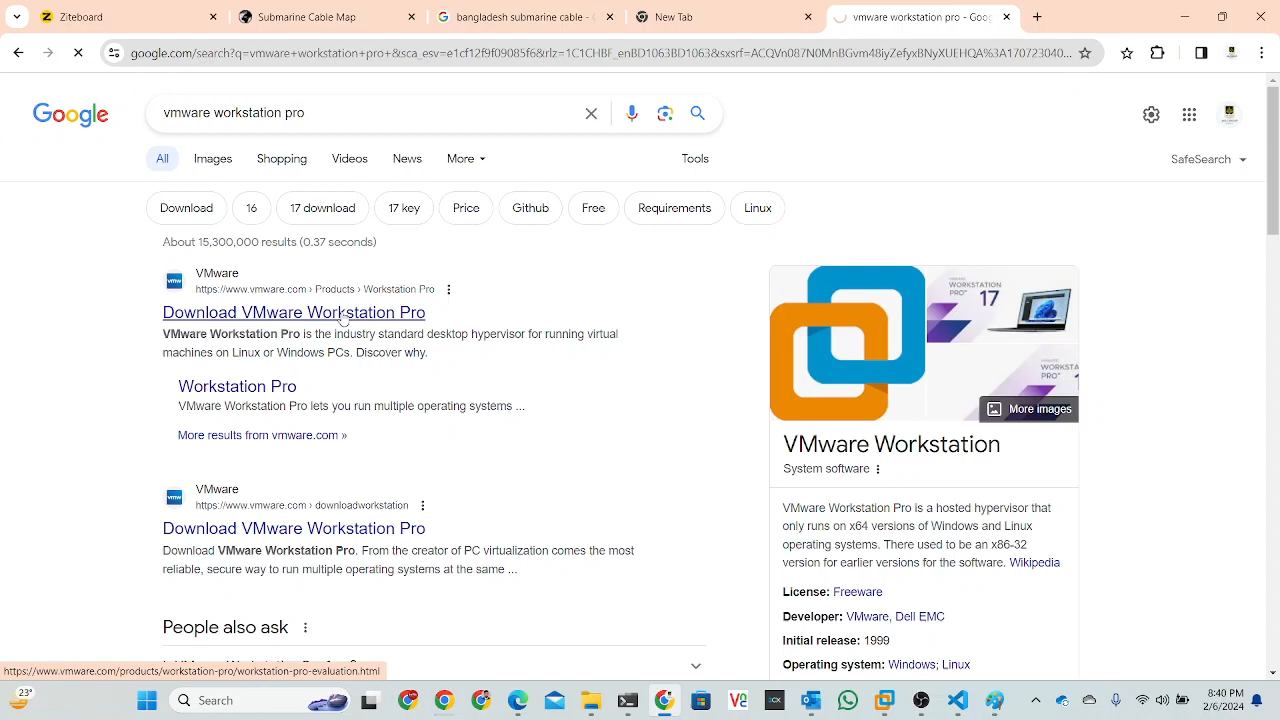 Ziteboard
Submarine Cable Map
bangladesh submarine cable - G
New Tab
vmware workstation pro - Goog
google.com/search?q=vmware+workstation+pro+&sca_esv=e1cf12f9f09085f6&rlz=1C1CHBF_enBD1063BD1063&sxsrf=ACQVn087N0MnBGvm48iyZefyxBNyXUEHQA%3A170723040...
Google
vmware workstation pro
All
Images
Shopping
Videos
News
More
Tools
SafeSearch
Download
16
17 download
17 key
Price
Github
Free
Requirements
Linux
About 15,300,000 results (0.37 seconds)
vmw
VMware
https://www.vmware.com › Products › Workstation Pro
Download VMware Workstation Pro
VMware Workstation Pro is the industry standard desktop hypervisor for running virtual
machines on Linux or Windows PCs. Discover why.
Workstation Pro
VMware Workstation Pro lets you run multiple operating systems ...
More results from vmware.com »
vmw
VMware
https://www.vmware.com › downloadworkstation
Download VMware Workstation Pro
Download VMware Workstation Pro. From the creator of PC virtualization comes the most
reliable, secure way to run multiple operating systems at the same ...
People also ask
WORKSTATION
PRO
17
WORKSTA
PRO
More images
VMware Workstation
System software
VMware Workstation Pro is a hosted hypervisor that
only runs on x64 versions of Windows and Linux
operating systems. There used to be an x86-32
version for earlier versions for the software. Wikipedia
License: Freeware
Developer: VMware, Dell EMC
Initial release: 1999
Operating system: Windows; Linux
https://www.vmware.com/products/workstation-pro/workstation-pro-evaluation.html
23°
Search
8:40 PM
2/6/2024